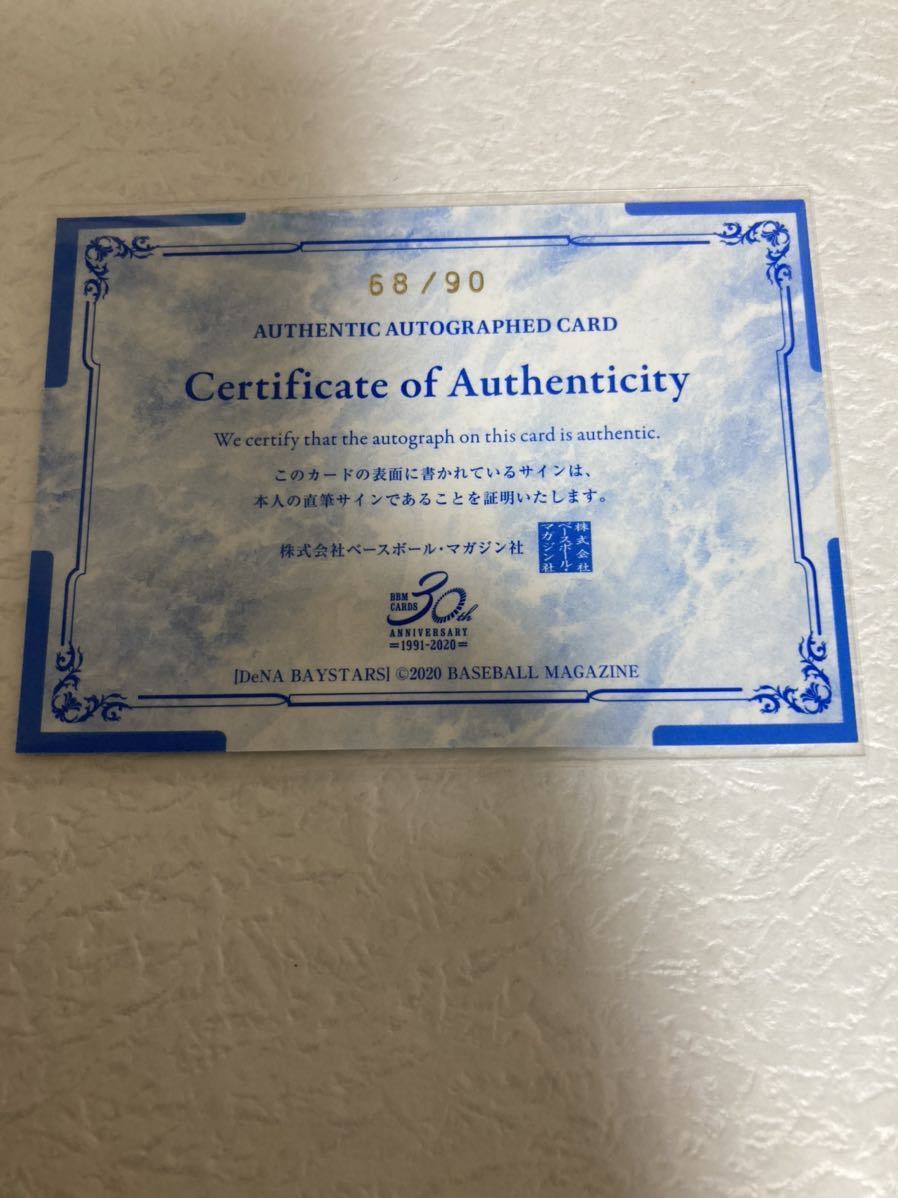 68/90
AUTHENTIC AUTOGRAPHED CARD
Certificate of Authenticity
We certify that the autograph on this card is authentic.
このカードの表面に書かれているサインは、
本人の直筆サインであることを証明いたします。
株式会社ベースボール・マガジン社
株式会社
ベースボール・
マガジン社
BBM
CARDS
30th
ANNIVERSARY
=1991-2020=
[DeNA BAYSTARS] ©2020 BASEBALL MAGAZINE